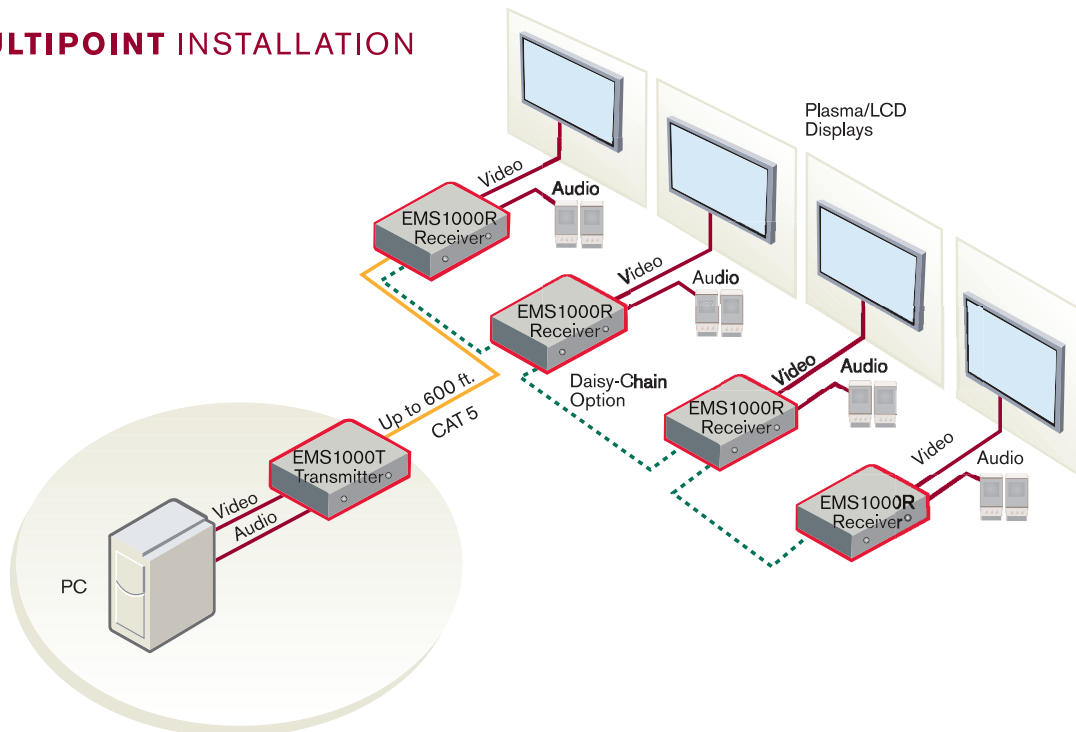 ULTIPOINT INSTALLATION
Plasma/LCD
Displays
Video
Audio
EMS1000R
Receiver
Video
Audio
EMS1000R
Receiver
Daisy-Chain
Option
Video
Audio
EMS1000R
Receiver
Video
Audio
EMS1000R
Receiver
Up to 600 ft.
CAT 5
EMS1000T
Transmitter
Video
Audio
PC